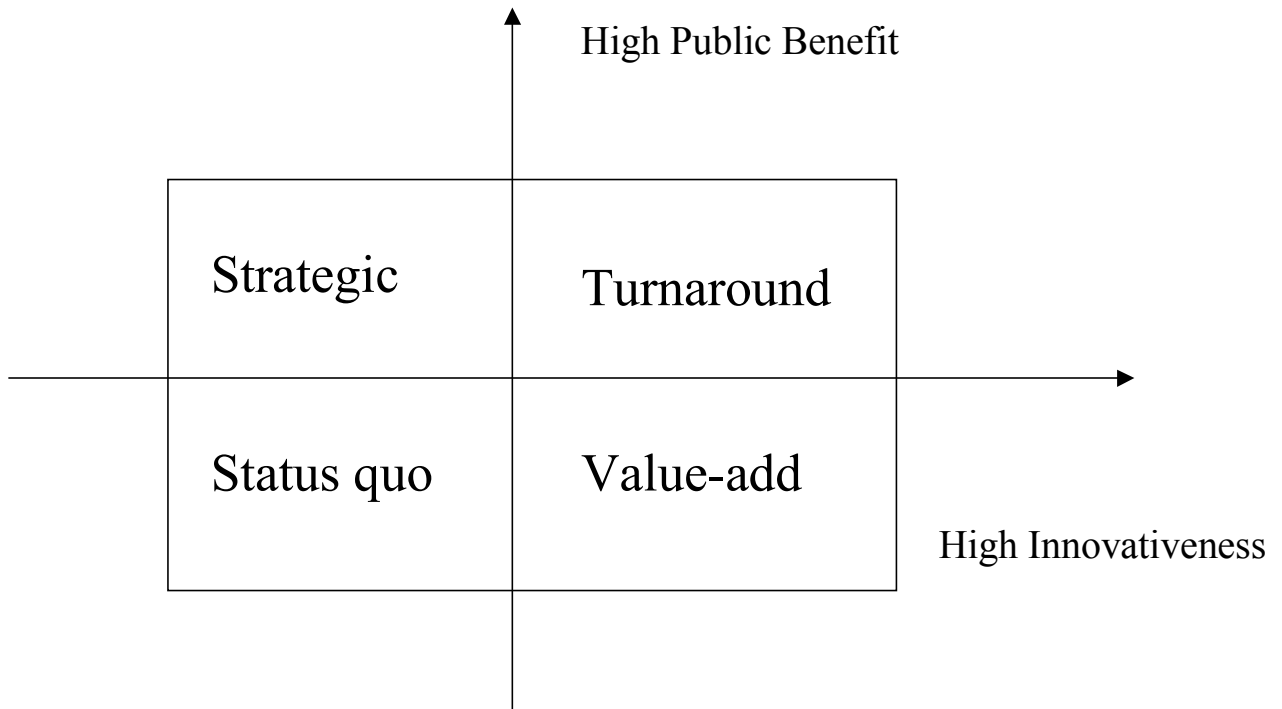 High Public Benefit
Strategic
Turnaround
Status quo
Value-add
High Innovativeness